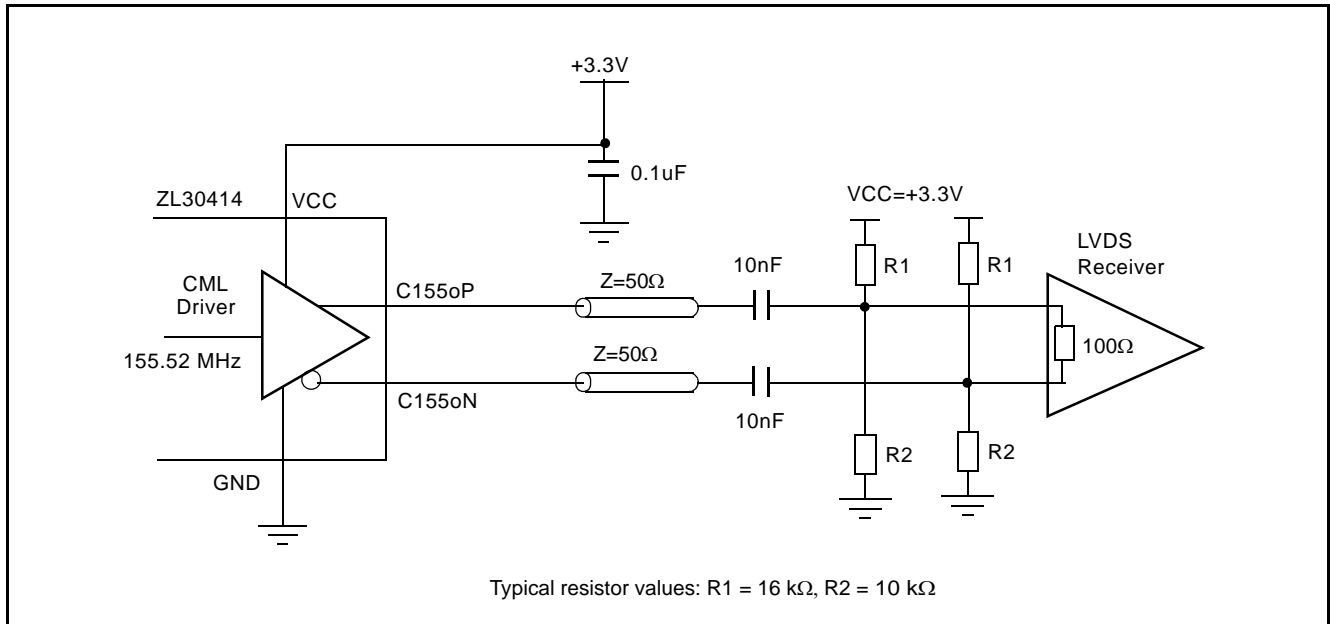 +3.3V
0.1uF
ZL30414
VCC
VCC=+3.3V
LVDS
Receiver
R1
R1
10nF
CML
Driver
C155oP
Z=50Ω
100Ω
155.52 MHz
Z=50Ω
C155oN
10nF
R2
R2
GND
Typical resistor values: R1 = 16 kΩ, R2 = 10 kΩ